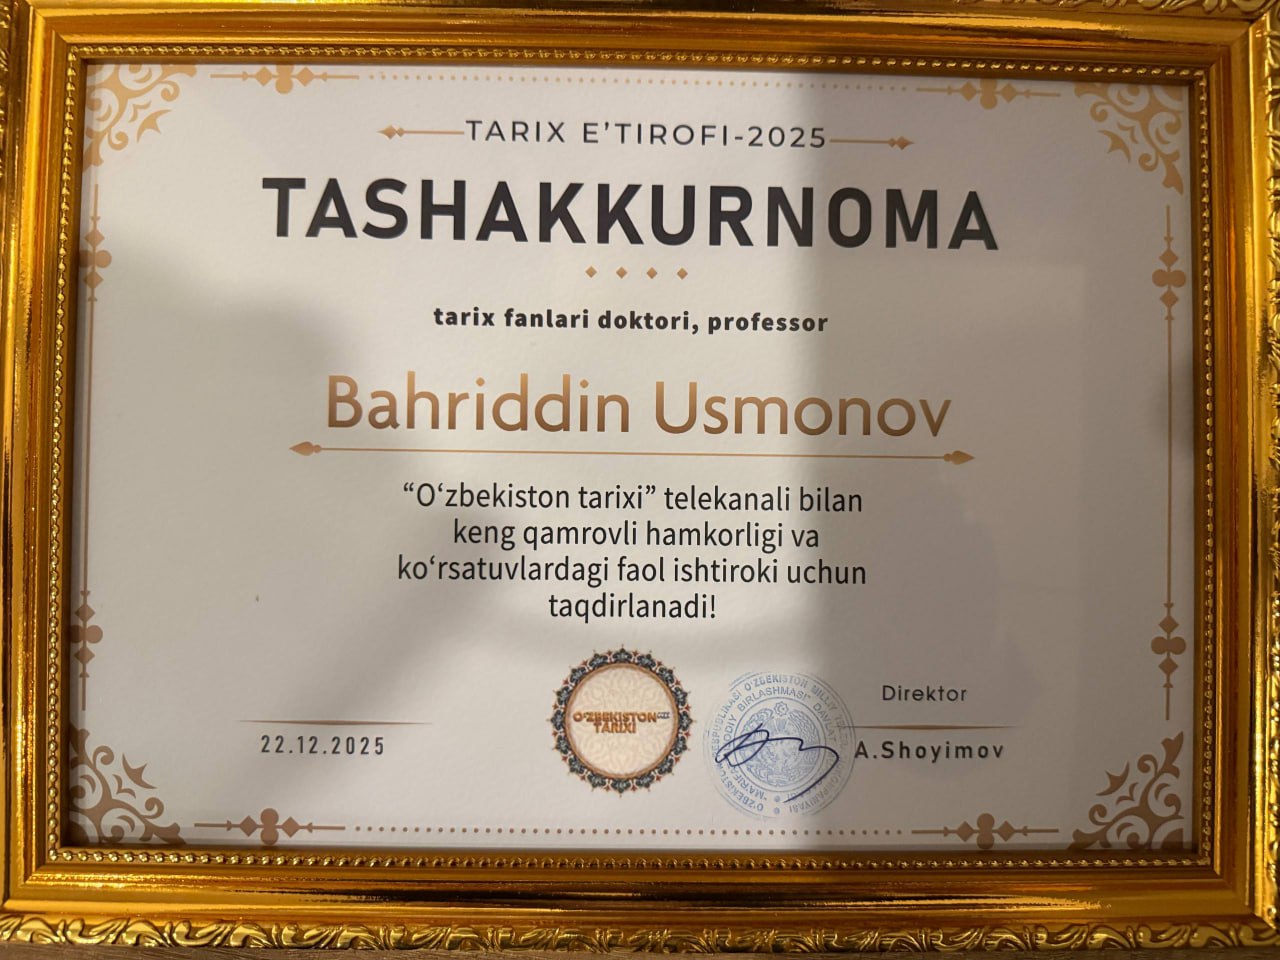 TARIX E’TIROFI-2025
TASHAKKURNOMA
tarix fanlari doktori, professor
Bahriddin Usmonov
“O‘zbekiston tarixi” telekanali bilan
keng qamrovli hamkorligi va
ko‘rsatuvlardagi faol ishtiroki uchun
taqdirlanadi!
22.12.2025
O‘ZBEKISTON
TARIXI
Direktor
A.Shoyimov